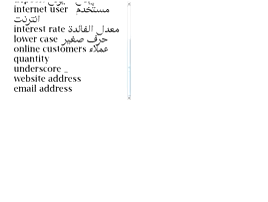 internet user مستخدم
انترنت
interest rate معدل الفائدة
lower case حرف صغير
online customers عملاء
quantity
underscore _
website address
email address